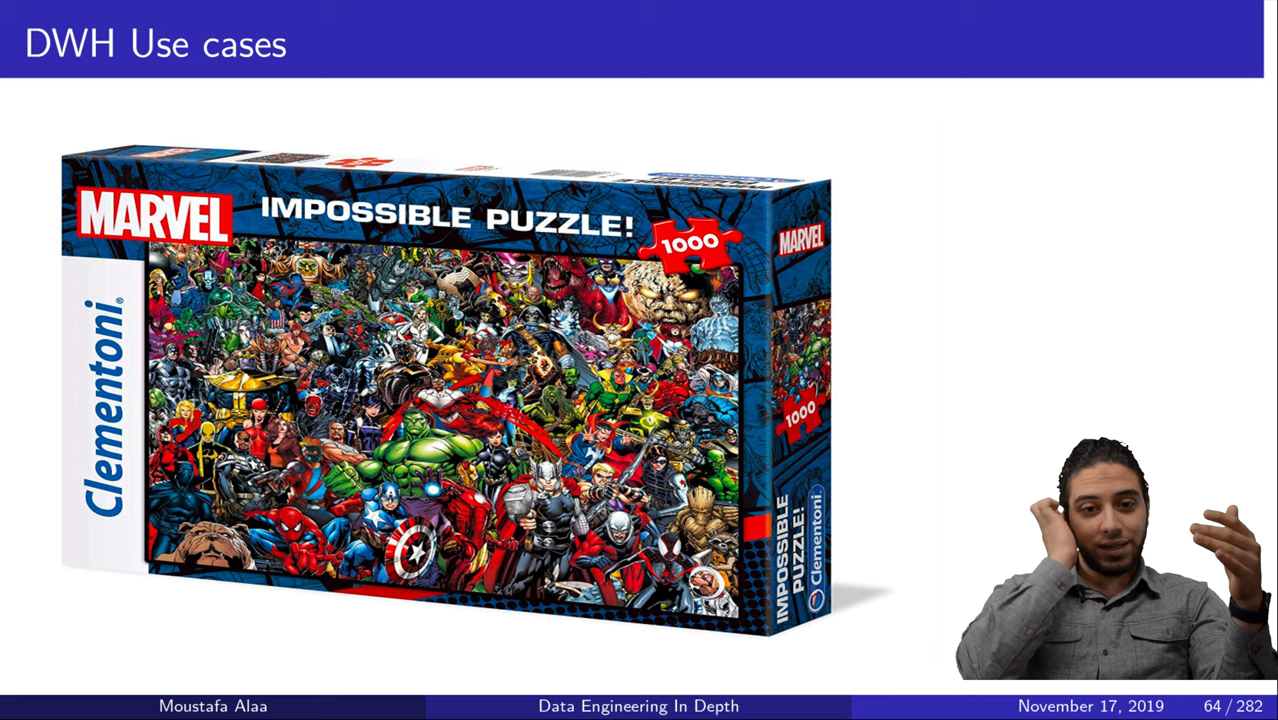 DWH Use cases
MARVEL
IMPOSSIBLE PUZZLE!
1000
MARVEL
Clementoni®
1000
IMPOSSIBLE
PUZZLE!
Clementoni®
Moustafa Alaa
Data Engineering In Depth
November 17, 2019
64 / 282